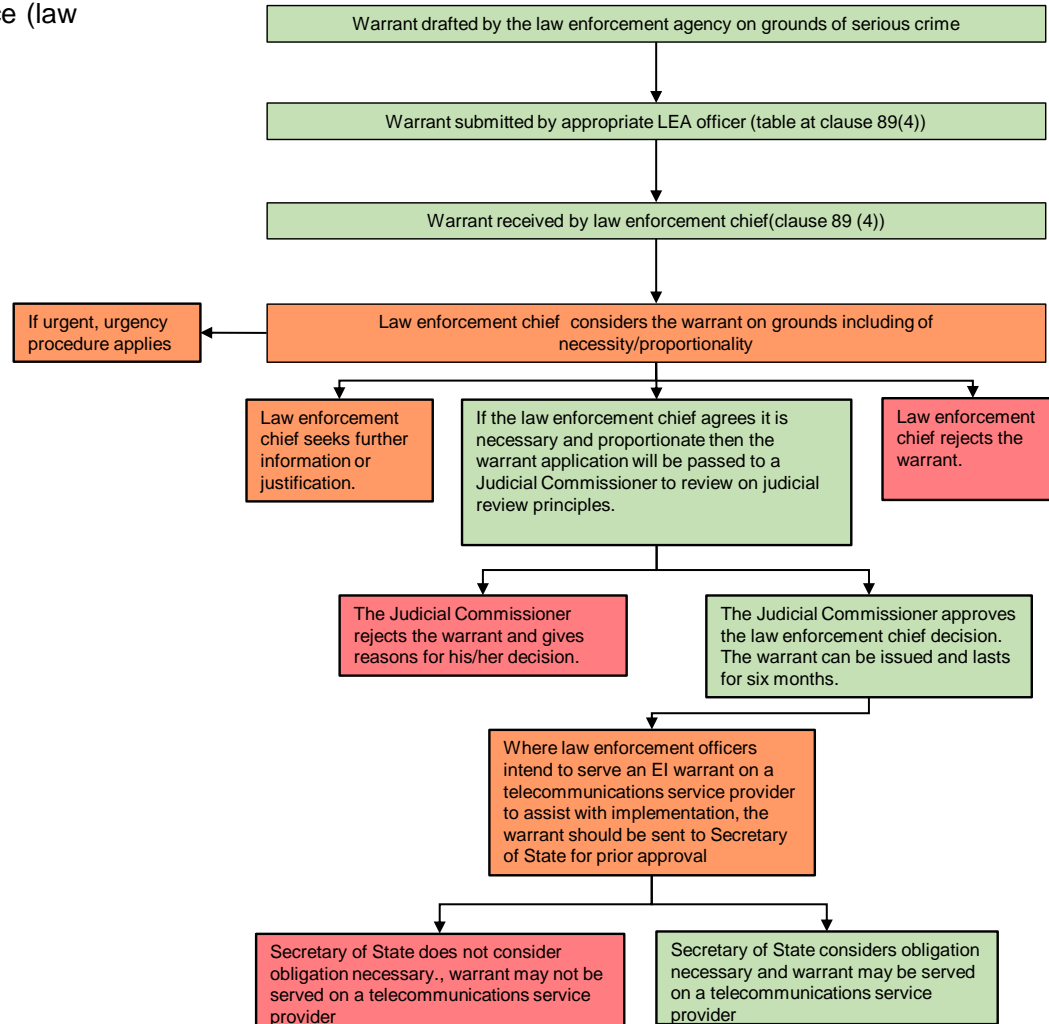 ce (law
Warrant drafted by the law enforcement agency on grounds of serious crime
Warrant submitted by appropriate LEA officer (table at clause 89(4))
Warrant received by law enforcement chief(clause 89 (4))
If urgent, urgency
procedure applies
Law enforcement chief considers the warrant on grounds including of
necessity/proportionality
Law enforcement
chief seeks further
information or
justification.
If the law enforcement chief agrees it is
necessary and proportionate then the
warrant application will be passed to a
Judicial Commissioner to review on judicial
review principles.
Law enforcement
chief rejects the
warrant.
The Judicial Commissioner
rejects the warrant and gives
reasons for his/her decision.
The Judicial Commissioner approves
the law enforcement chief decision.
The warrant can be issued and lasts
for six months.
Where law enforcement officers
intend to serve an EI warrant on a
telecommunications service provider
to assist with implementation, the
warrant should be sent to Secretary
of State for prior approval
Secretary of State does not consider
obligation necessary., warrant may not be
served on a telecommunications service
provider
Secretary of State considers obligation
necessary and warrant may be served
on a telecommunications service
provider